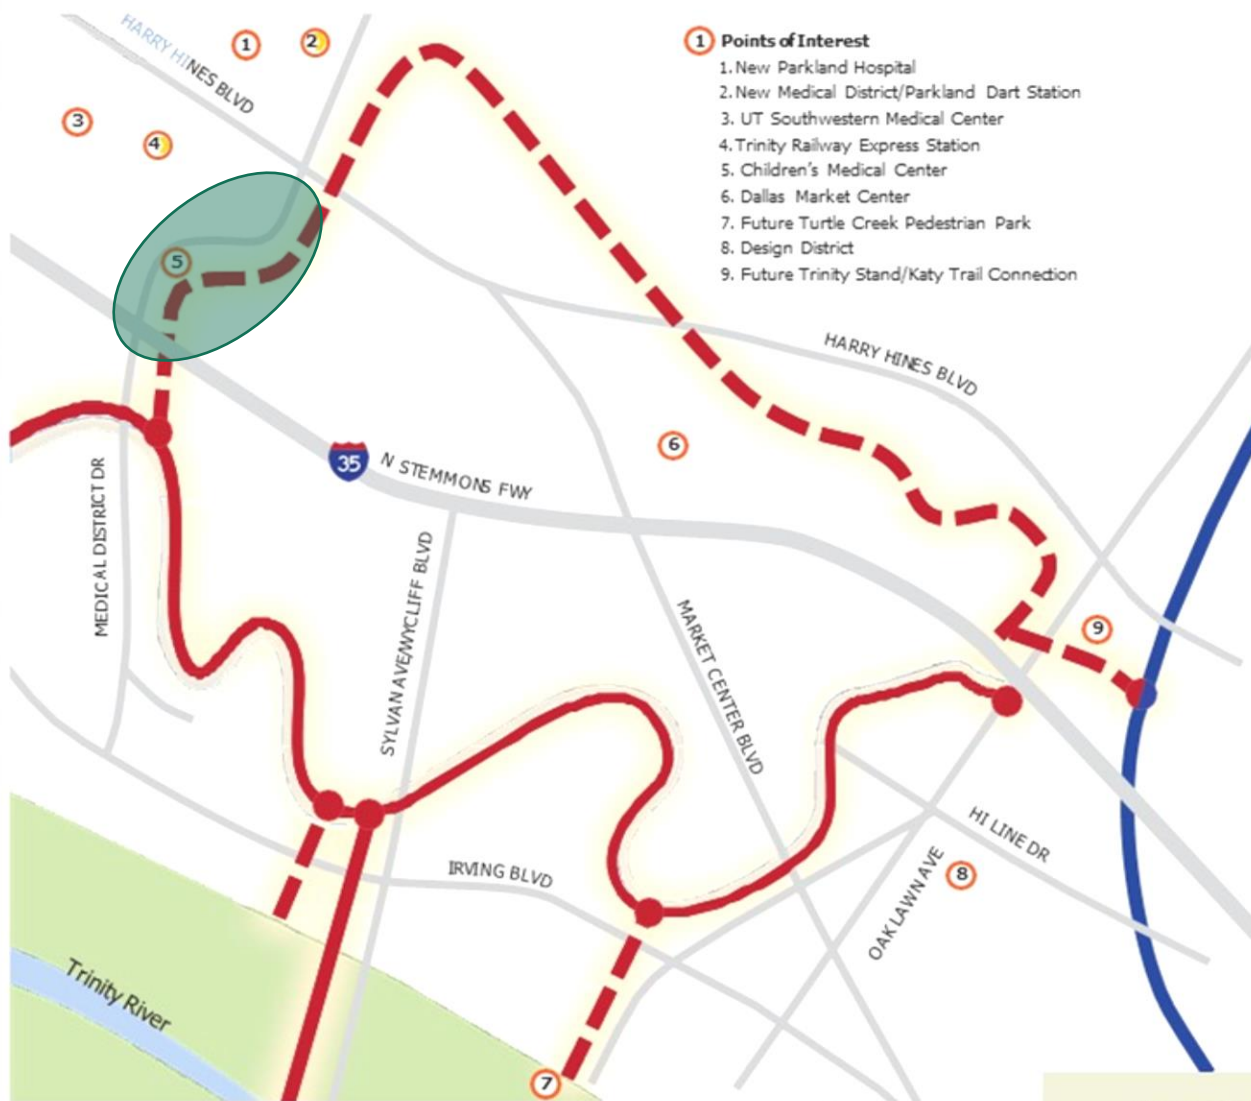 HARRY HINES BLVD
1
2
3
4
5
1 Points of Interest
1. New Parkland Hospital
2. New Medical District/Parkland Dart Station
3. UT Southwestern Medical Center
4. Trinity Railway Express Station
5. Children's Medical Center
6. Dallas Market Center
7. Future Turtle Creek Pedestrian Park
8. Design District
9. Future Trinity Stand/Katy Trail Connection
HARRY HINES BLVD
6
35
N STEMMONS FWY
MEDICAL DISTRICT DR
SYLVAN AVE/WYCLIFF BLVD
MARKET CENTER BLVD
9
HI LINE DR
IRVING BLVD
OAK LAWN AVE
8
Trinity River
7